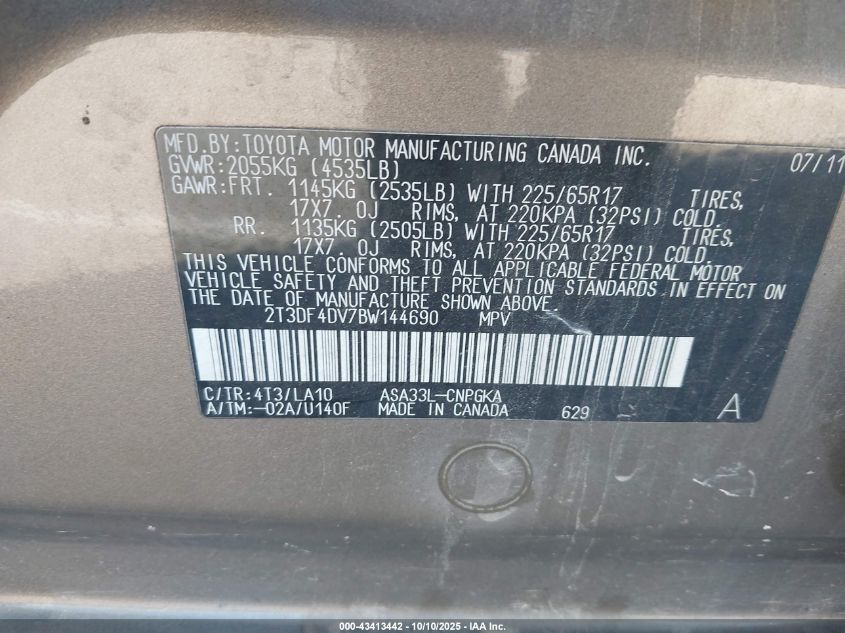 MFD.BY:TOYOTA MOTOR MANUFACTURING CANADA INC. 07/11
GVWR:2055KG (4535LB)
GAWR:FRT. 1145KG (2535LB) WITH 225/65R17 TIRES,
17X7.0J RIMS, AT 220KPA (32PSI) COLD.
RR. 1135KG (2505LB) WITH 225/65R17 TIRES,
17X7.0J RIMS, AT 220KPA (32PSI) COLD.
THIS VEHICLE CONFORMS TO ALL APPLICABLE FEDERAL MOTOR
VEHICLE SAFETY AND THEFT PREVENTION STANDARDS IN EFFECT ON
THE DATE OF MANUFACTURE SHOWN ABOVE.
2T3DF4DV7BW144690 MPV
C/TR:4T3/LA10 ASA33L-CNPGKA
A/TM:-02A/U140F MADE IN CANADA 629 A
000-43413442 - 10/10/2025 - IAA Inc.